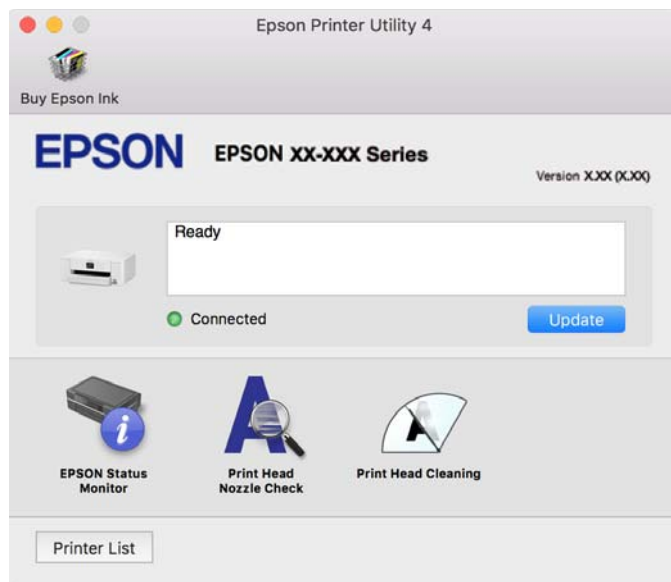 Epson Printer Utility 4
Buy Epson Ink
EPSON
EPSON XX-XXX Series
Version X.XX (X.XX)
Ready
Connected
Update
EPSON Status
Monitor
Print Head
Nozzle Check
Print Head Cleaning
Printer List